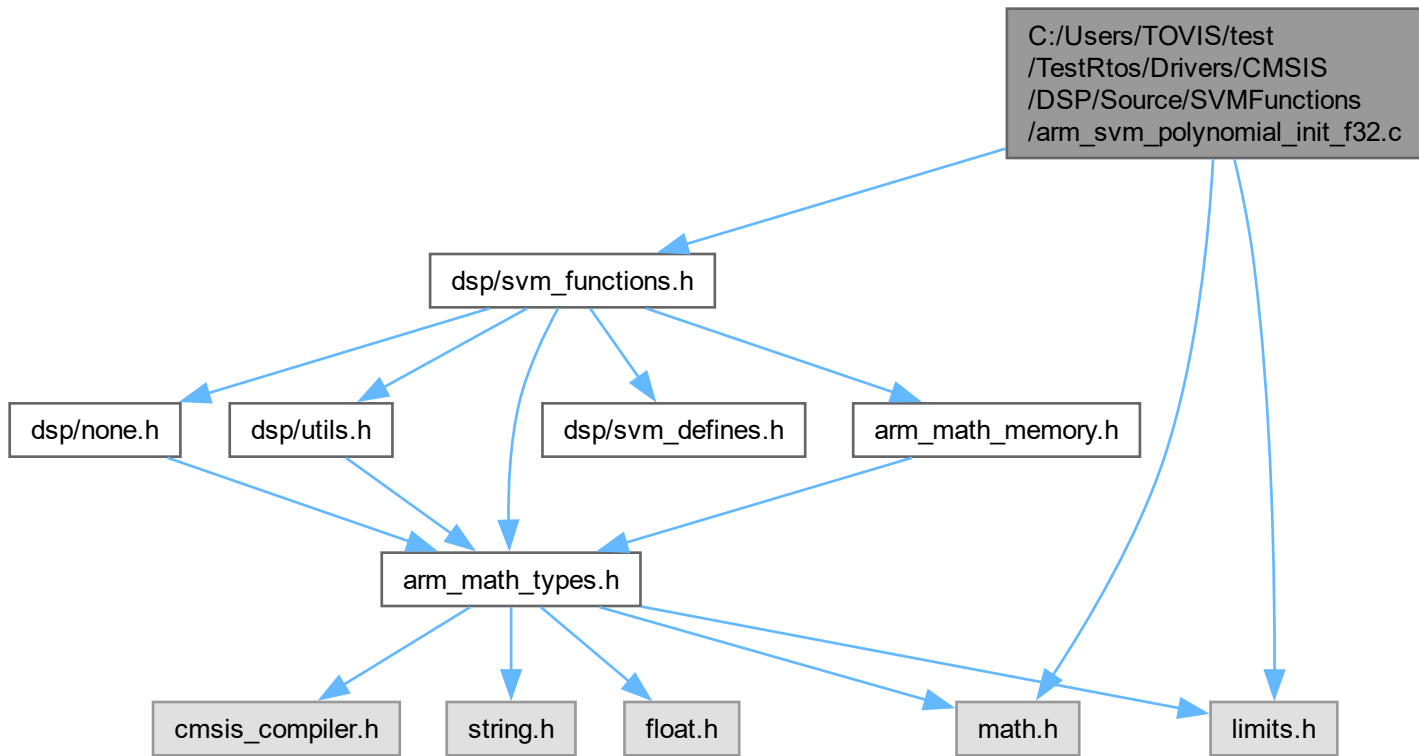 C:/Users/TOVIS/test
/TestRtos/Drivers/CMSIS
/DSP/Source/SVMFunctions
/arm_svm_polynomial_init_f32.c
dsp/svm_functions.h
dsp/none.h
dsp/utils.h
dsp/svm_defines.h
arm_math_memory.h
arm_math_types.h
cmsis_compiler.h
string.h
float.h
math.h
limits.h